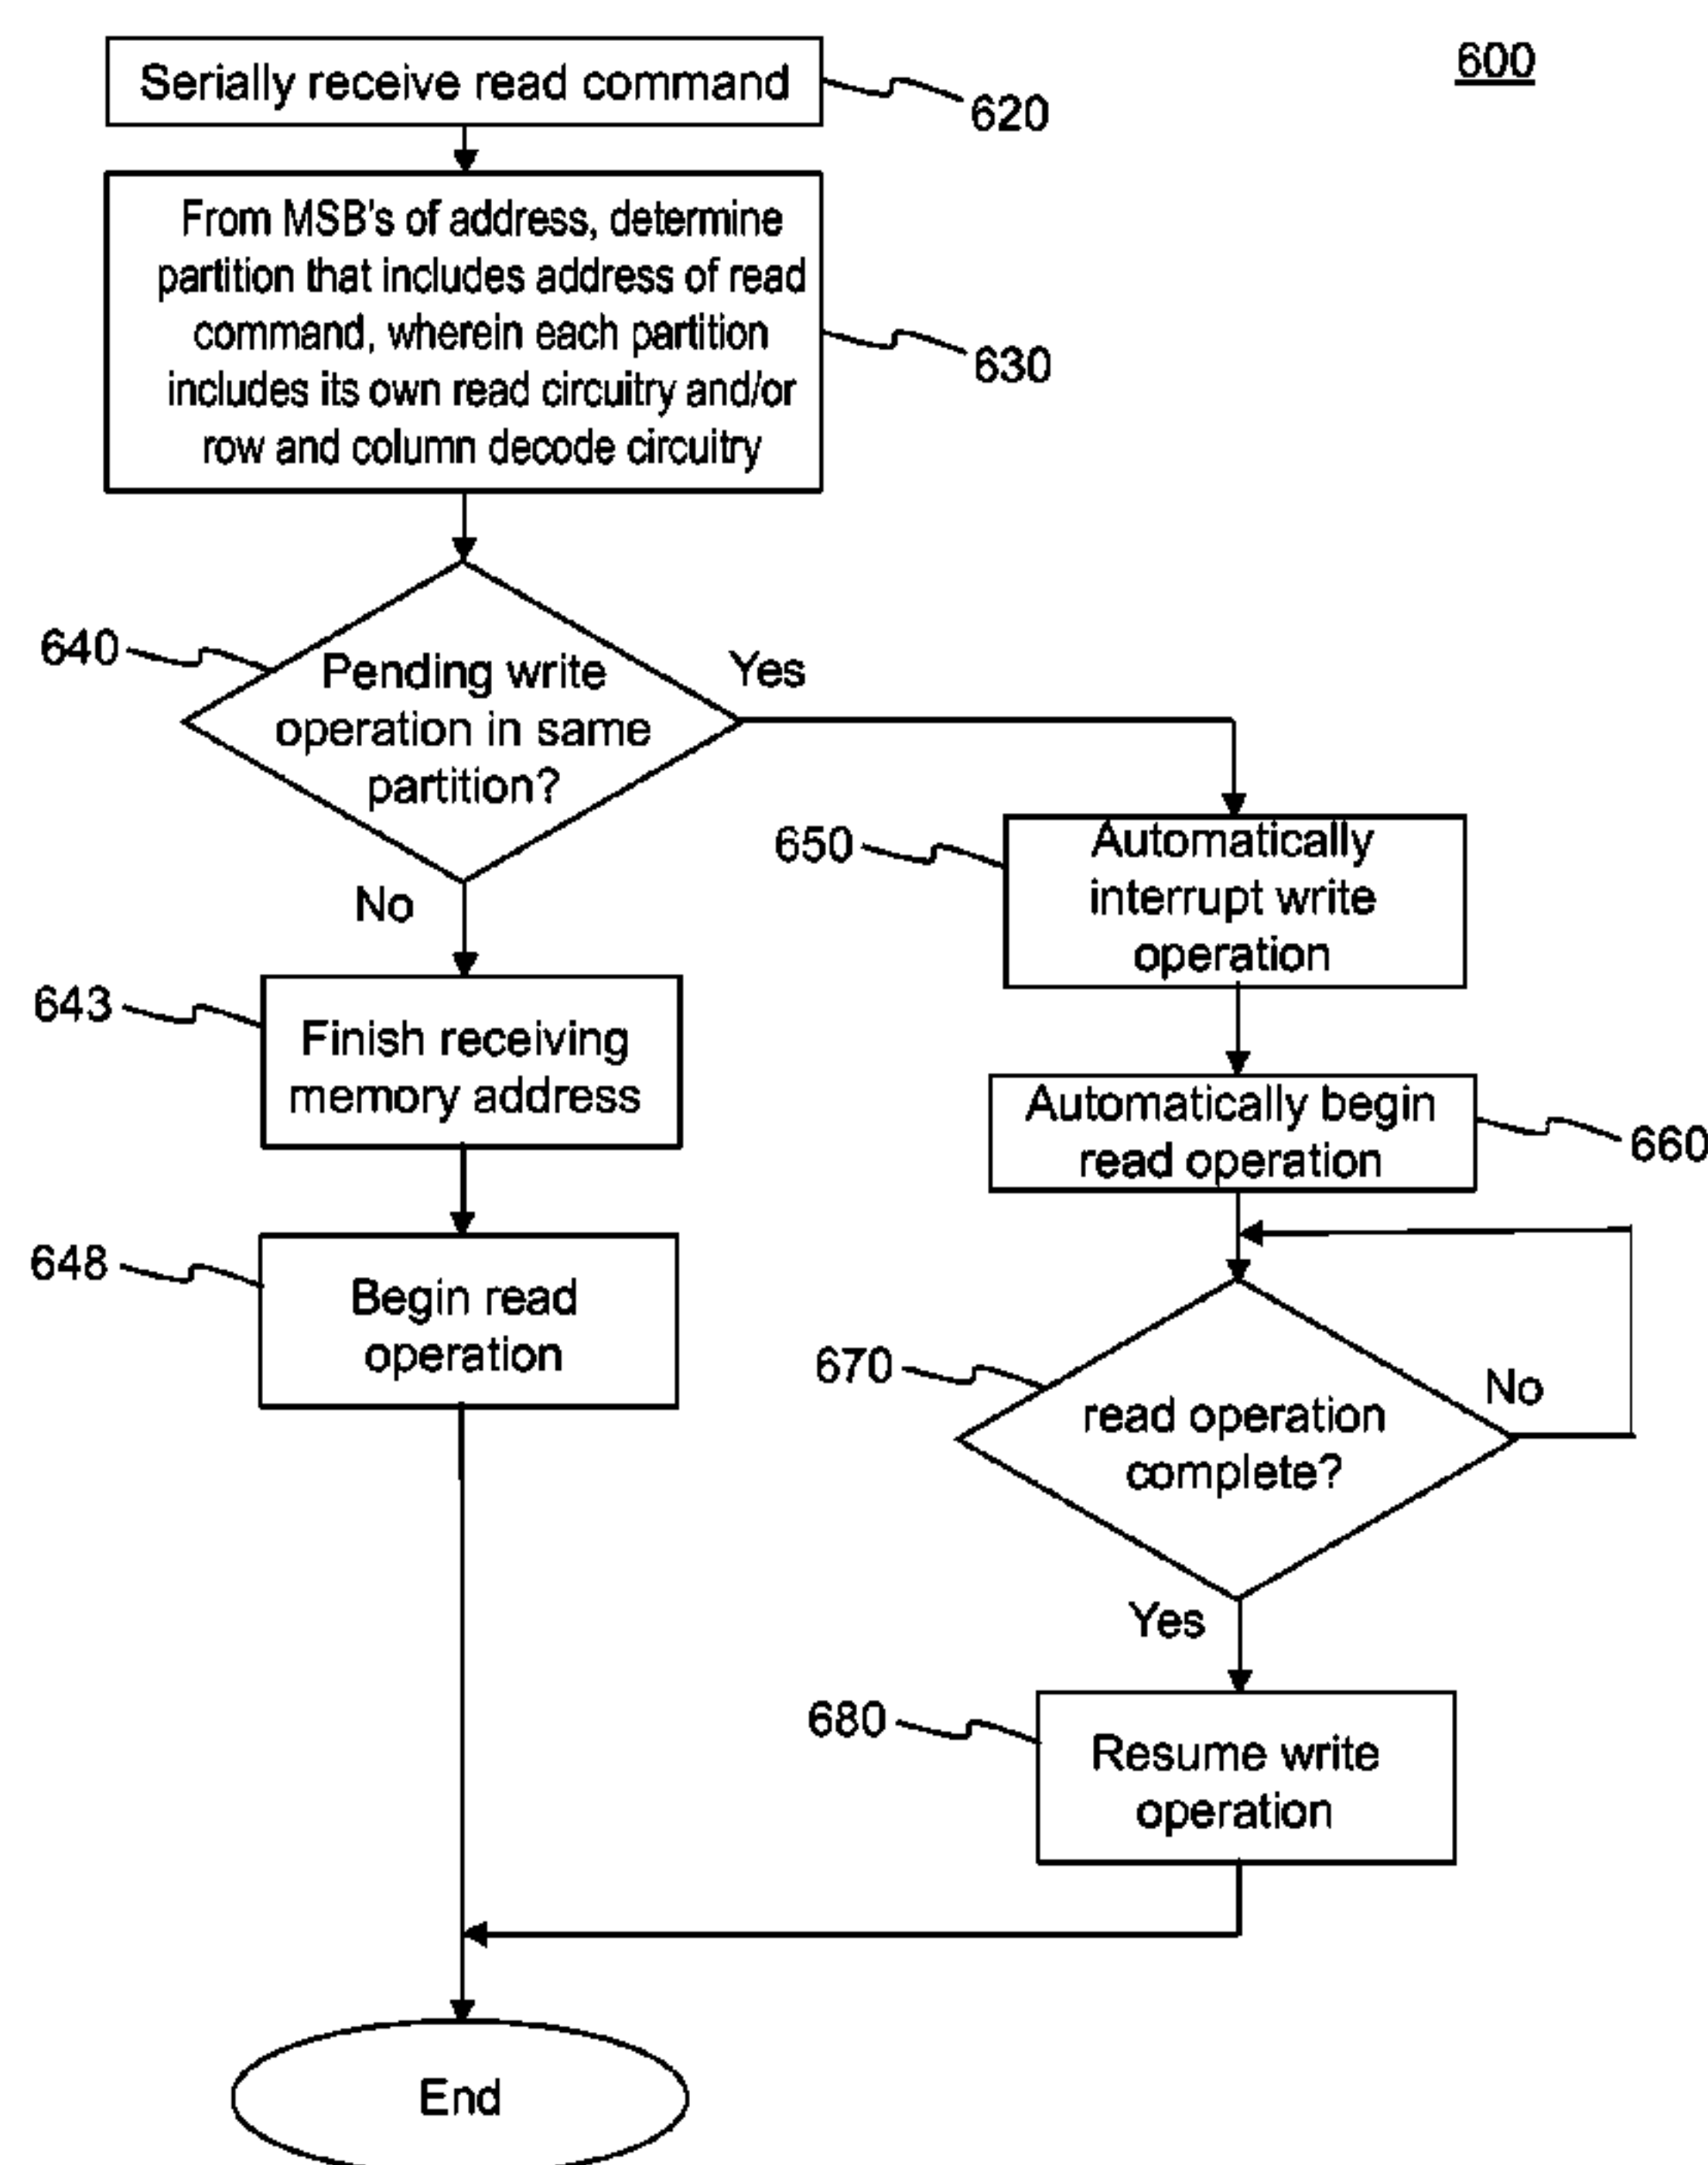 600
Serially receive read command
620
From MSB's of address, determine
partition that includes address of read
command, wherein each partition
includes its own read circuitry and/or
row and column decode circuitry
630
640
Pending write
operation in same
partition?
Yes
No
650
Automatically
interrupt write
operation
643
Finish receiving
memory address
Automatically begin
read operation
660
648
Begin read
operation
670
read operation
complete?
No
Yes
680
Resume write
operation
End